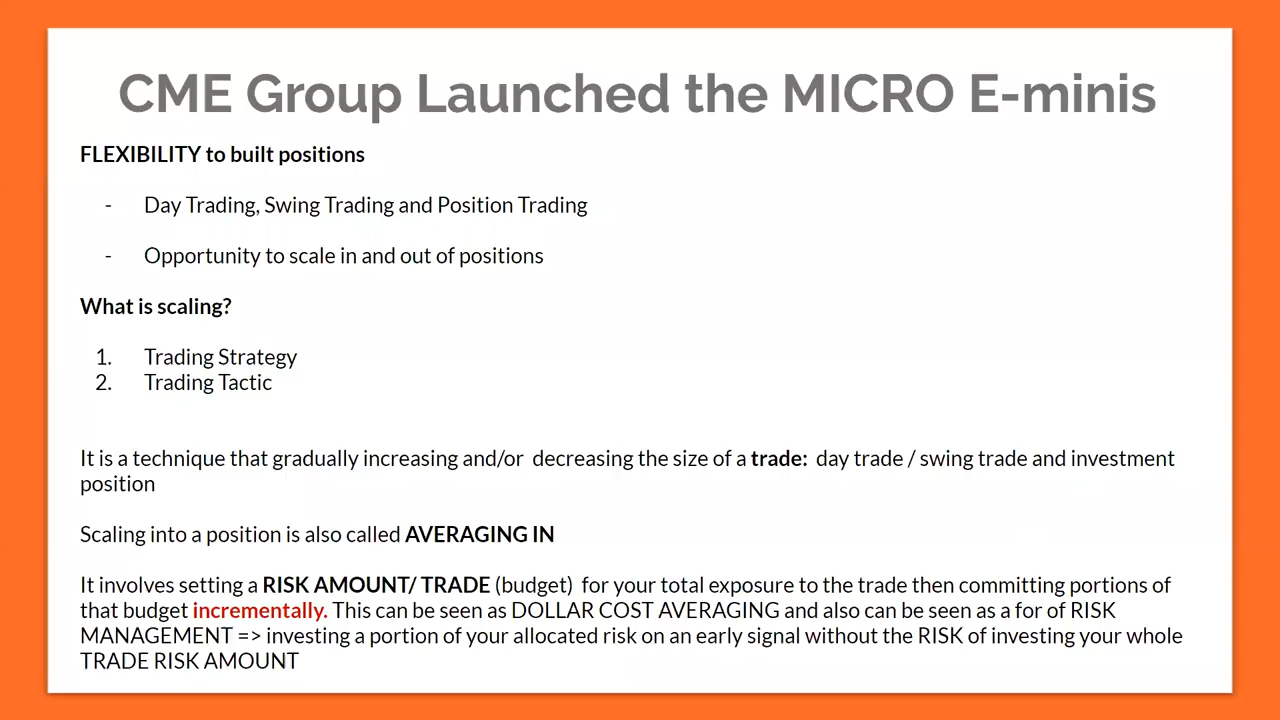 CME Group Launched the MICRO E-minis
FLEXIBILITY to built positions
- Day Trading, Swing Trading and Position Trading
- Opportunity to scale in and out of positions
What is scaling?
1. Trading Strategy
2. Trading Tactic
It is a technique that gradually increasing and/or decreasing the size of a trade: day trade / swing trade and investment
position
Scaling into a position is also called AVERAGING IN
It involves setting a RISK AMOUNT/ TRADE (budget) for your total exposure to the trade then committing portions of
that budget incrementally. This can be seen as DOLLAR COST AVERAGING and also can be seen as a for of RISK
MANAGEMENT => investing a portion of your allocated risk on an early signal without the RISK of investing your whole
TRADE RISK AMOUNT